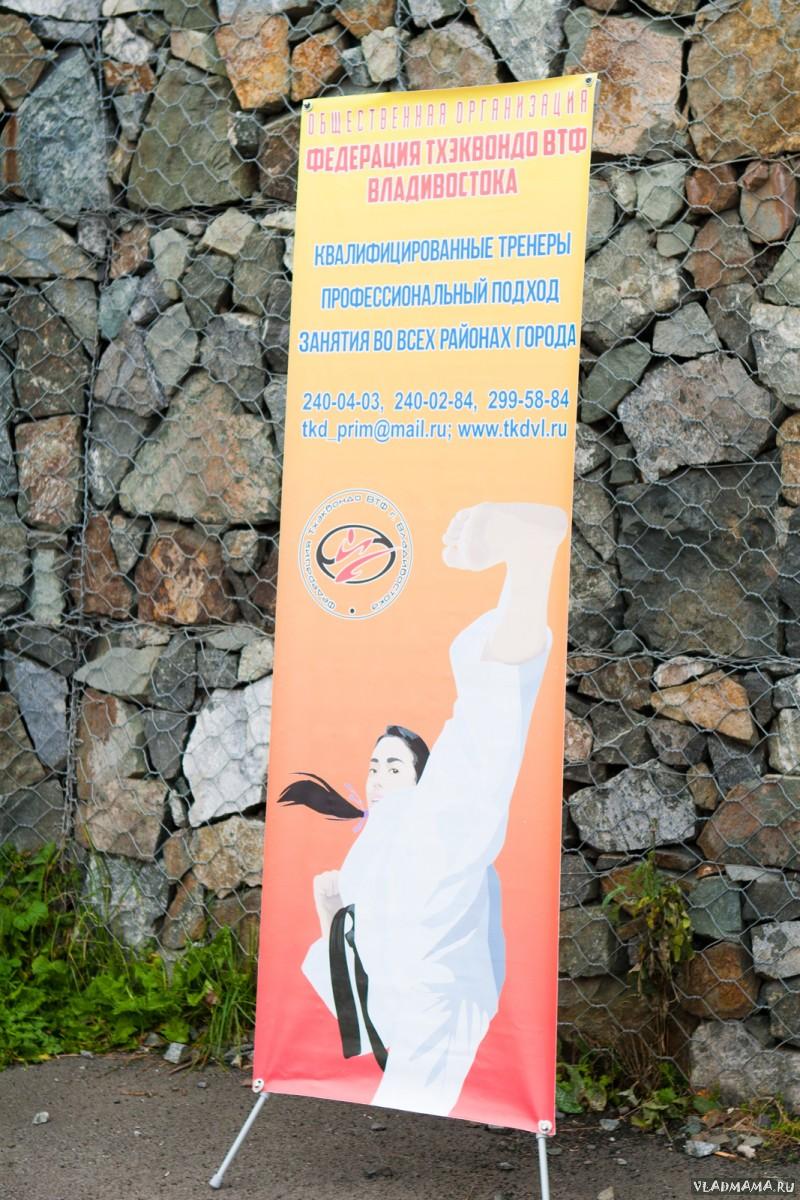 ОБЩЕСТВЕННАЯ ОРГАНИЗАЦИЯ
ФЕДЕРАЦИЯ ТХЭКВОНДО ВТФ
ВЛАДИВОСТОКА
КВАЛИФИЦИРОВАННЫЕ ТРЕНЕРЫ
ПРОФЕССИОНАЛЬНЫЙ ПОДХОД
ЗАНЯТИЯ ВО ВСЕХ РАЙОНАХ ГОРОДА
240-04-03, 240-02-84, 299-58-84
tkd_prim@mail.ru; www.tkdvl.ru
Федерация Тхэквондо ВТФ г. Владивостока
VLADMAMA.RU